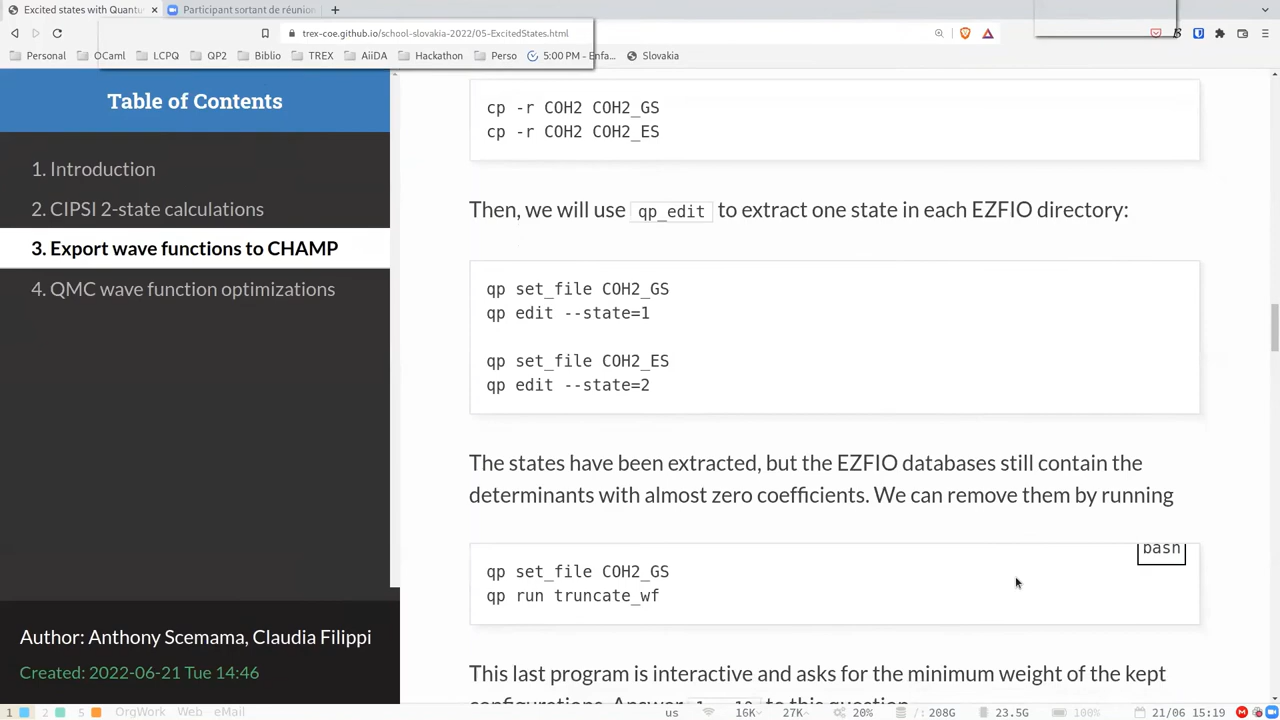 Excited states with Quantu
Participant sortant de réunion
trex-coe.github.io/school-slovakia-2022/05-ExcitedStates.html
Personal
OCaml
LCPQ
QP2
Biblio
TREX
AiiDA
Hackathon
Perso
5:00 PM - Enfa...
Slovakia
Table of Contents
1. Introduction
2. CIPSI 2-state calculations
3. Export wave functions to CHAMP
4. QMC wave function optimizations
Author: Anthony Scemama, Claudia Filippi
Created: 2022-06-21 Tue 14:46
cp -r COH2 COH2_GS
cp -r COH2 COH2_ES
Then, we will use qp_edit to extract one state in each EZFIO directory:
qp set_file COH2_GS
qp edit --state=1
qp set_file COH2_ES
qp edit --state=2
The states have been extracted, but the EZFIO databases still contain the
determinants with almost zero coefficients. We can remove them by running
bash
qp set_file COH2_GS
qp run truncate_wf
This last program is interactive and asks for the minimum weight of the kept
configurations. Answer to this question
1 2 5 OrgWork Web eMail us 16K 27K 20% /: 208G 23.5G 100% 21/06 15:19